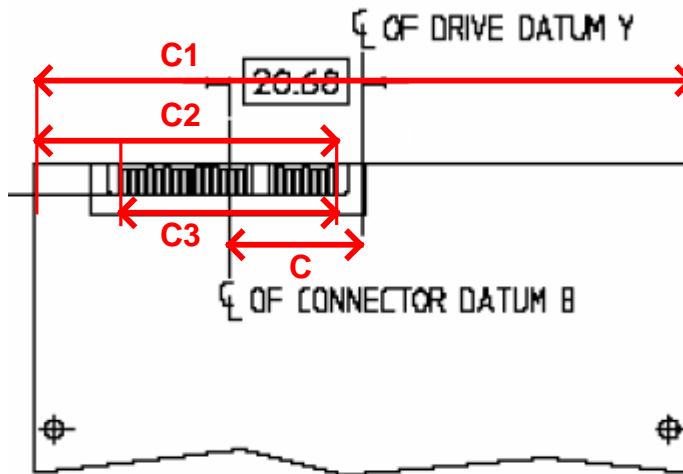 ℄ OF DRIVE DATUM Y
C1
20.68
C2
C3
C
℄ OF CONNECTOR DATUM B